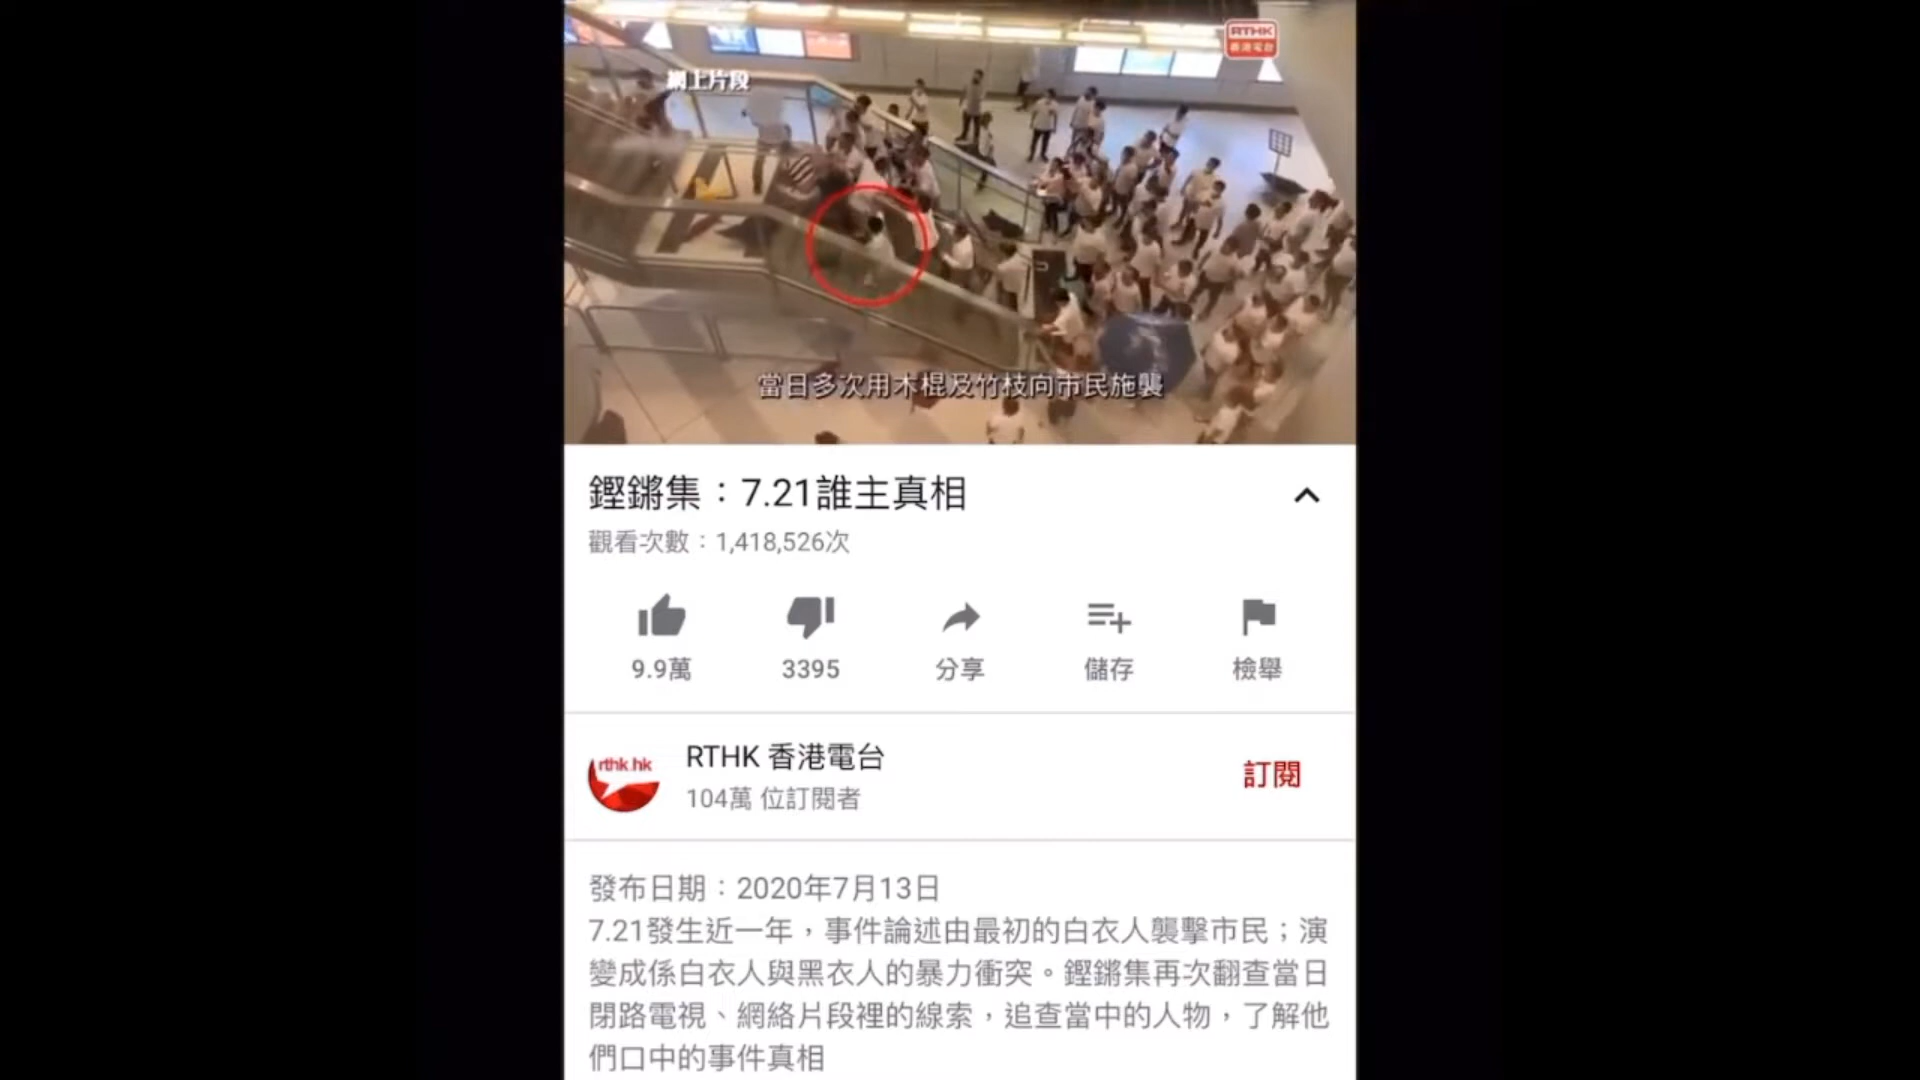 RTHK
香港電台
網上片段
當日多次用木棍及竹枝向市民施襲
鏗鏘集：7.21誰主真相
觀看次數：1,418,526次
9.9萬
3395
分享
儲存
檢舉
rthk.hk
RTHK 香港電台
104萬 位訂閱者
訂閱
發布日期：2020年7月13日
7.21發生近一年，事件論述由最初的白衣人襲擊市民；演
變成係白衣人與黑衣人的暴力衝突。鏗鏘集再次翻查當日
閉路電視、網絡片段裡的線索，追查當中的人物，了解他
們口中的事件真相